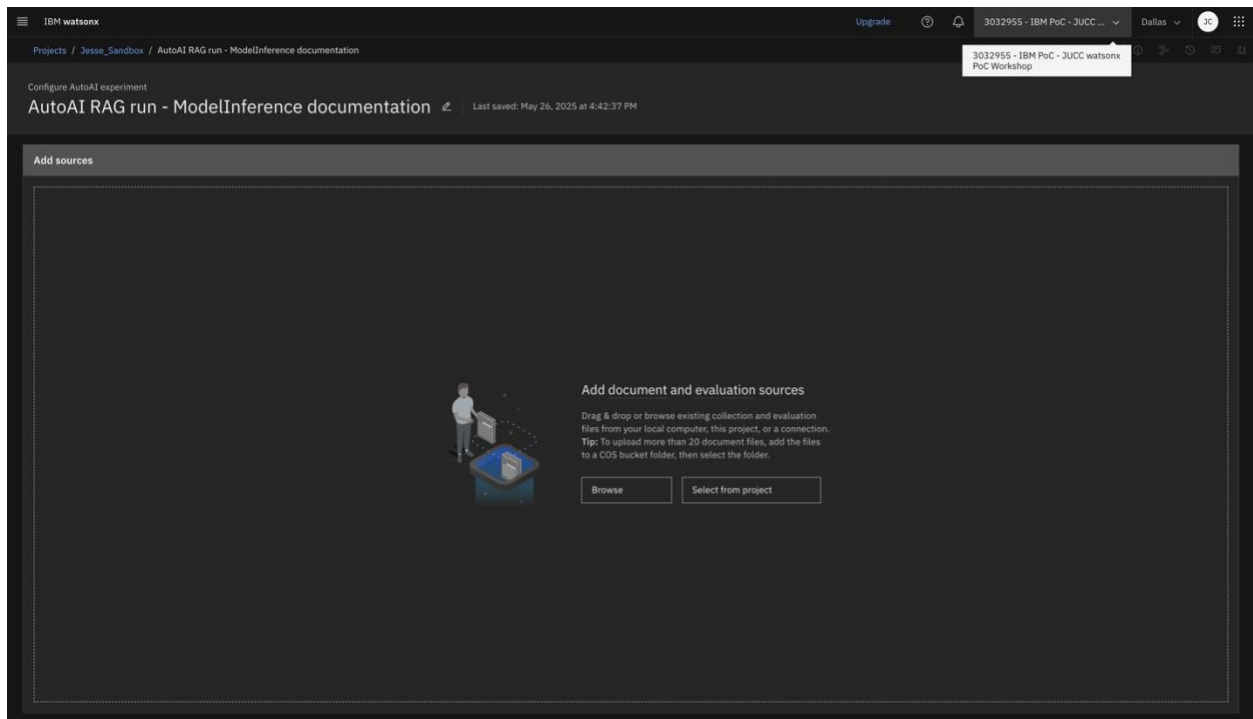 IBM watsonx
Upgrade
3032955 - IBM PoC - JUCC ...
Dallas
JC
Projects / Jesse_Sandbox / AutoAI RAG run - ModelInference documentation
3032955 - IBM PoC - JUCC watsonx
PoC Workshop
Configure AutoAI experiment
AutoAI RAG run - ModelInference documentation
Last saved: May 26, 2025 at 4:42:37 PM
Add sources
Add document and evaluation sources
Drag & drop or browse existing collection and evaluation
files from your local computer, this project, or a connection.
Tip: To upload more than 20 document files, add the files
to a COS bucket folder, then select the folder.
Browse
Select from project